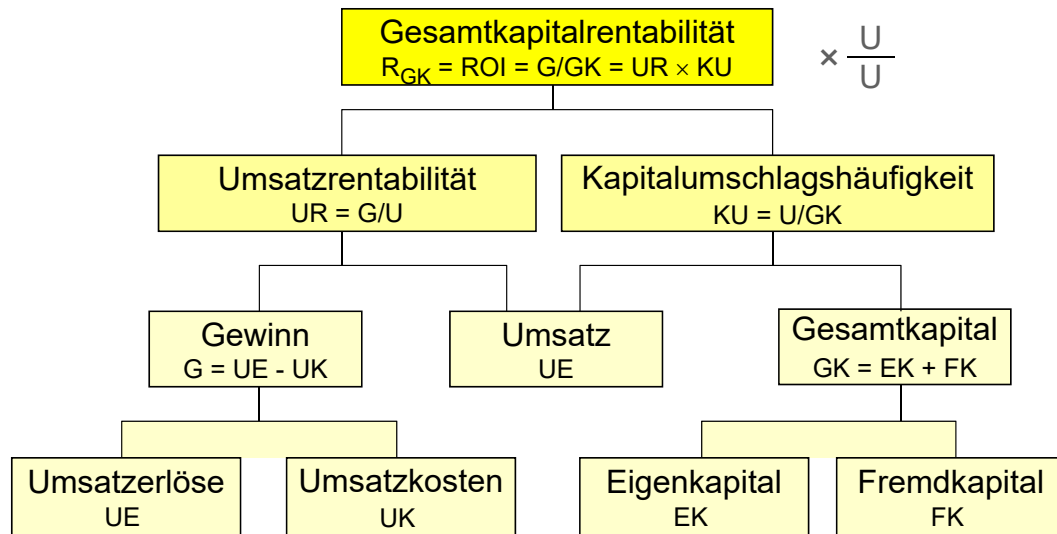 Gesamtkapitalrentabilität
R_GK = ROI = G/GK = UR × KU
× U
U
Umsatzrentabilität
UR = G/U
Kapitalumschlagshäufigkeit
KU = U/GK
Gewinn
G = UE - UK
Umsatz
UE
Gesamtkapital
GK = EK + FK
Umsatzerlöse
UE
Umsatzkosten
UK
Eigenkapital
EK
Fremdkapital
FK